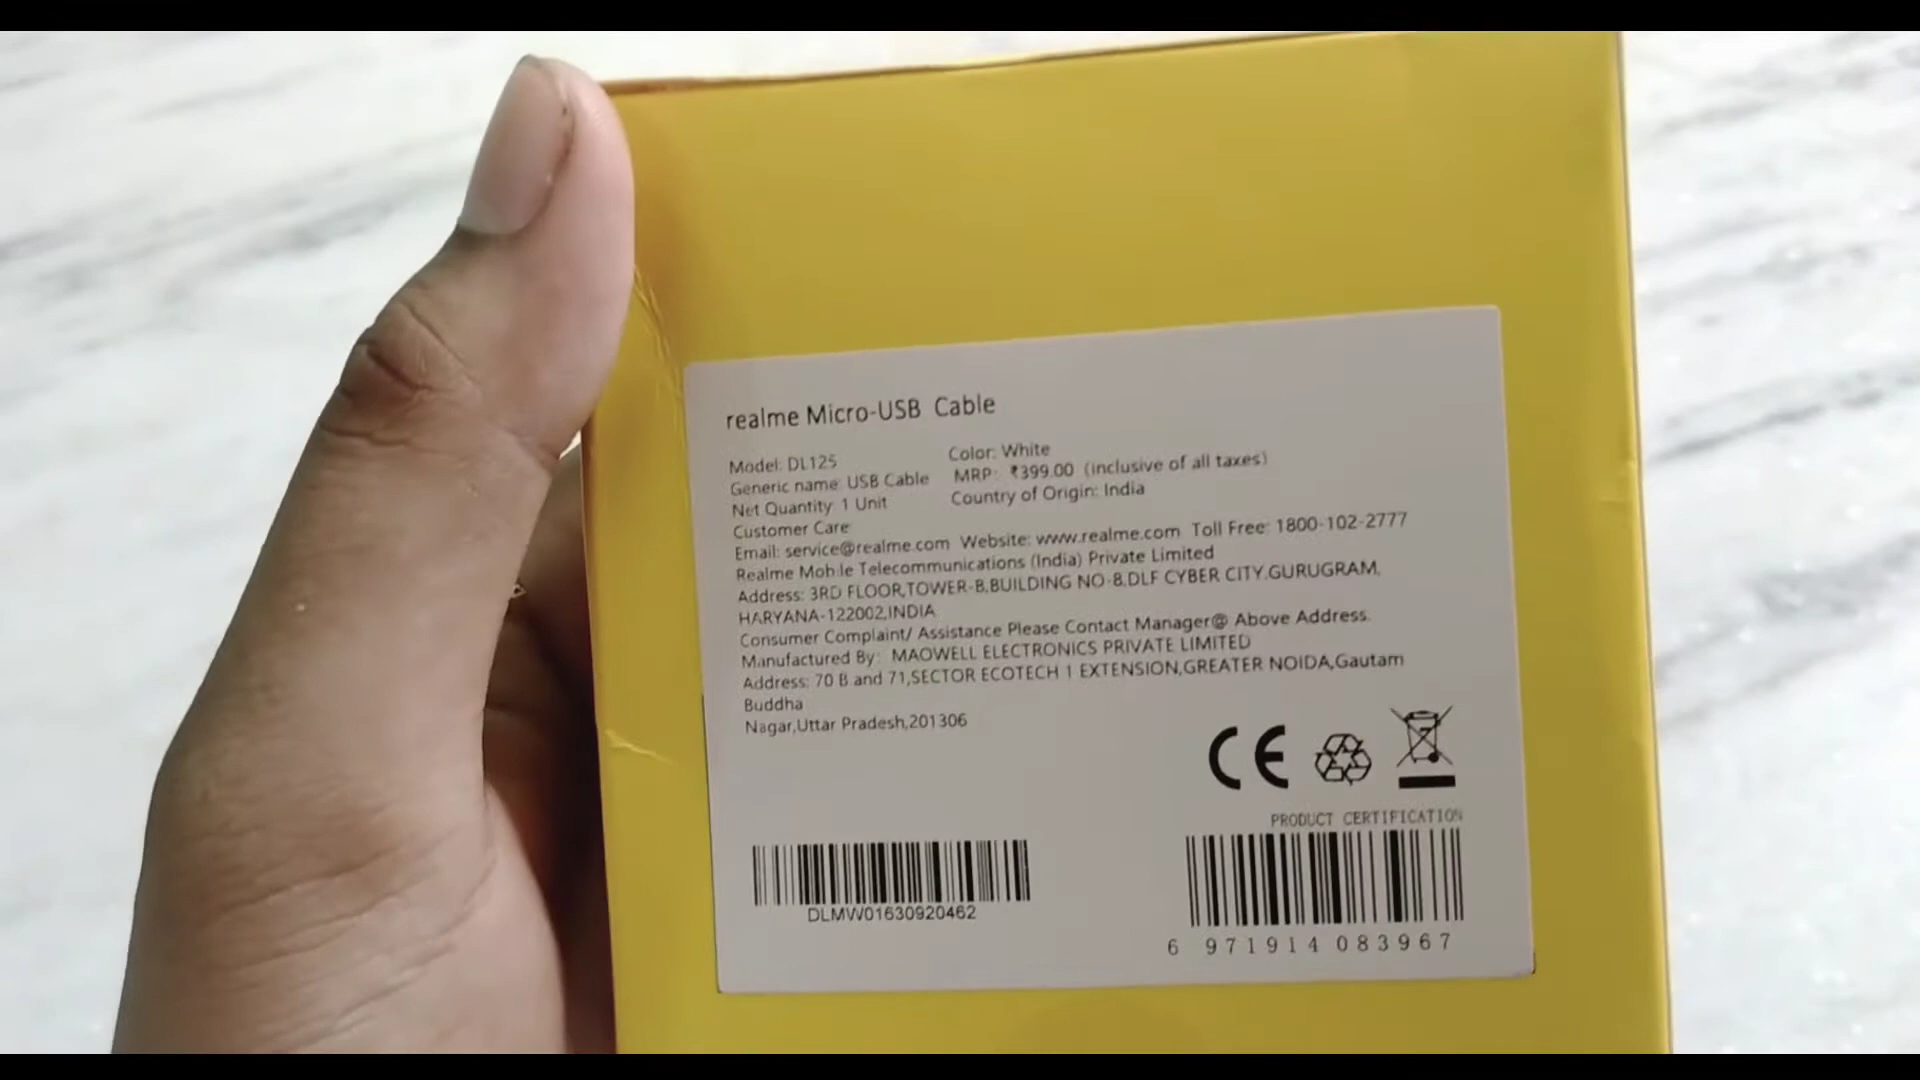 realme Micro-USB Cable
Model: DL125 Color: White
Generic name: USB Cable MRP: ₹399.00 (inclusive of all taxes)
Net Quantity: 1 Unit Country of Origin: India
Customer Care
Email: service@realme.com Website: www.realme.com Toll Free: 1800-102-2777
Realme Mobile Telecommunications (India) Private Limited
Address: 3RD FLOOR,TOWER-B,BUILDING NO-8,DLF CYBER CITY,GURUGRAM,
HARYANA-122002,INDIA
Consumer Complaint/ Assistance Please Contact Manager@ Above Address.
Manufactured By: MAOWELL ELECTRONICS PRIVATE LIMITED
Address: 70 B and 71,SECTOR ECOTECH 1 EXTENSION,GREATER NOIDA,Gautam
Buddha
Nagar,Uttar Pradesh,201306
CE
PRODUCT CERTIFICATION
DLMW01630920462
6 971914 083967